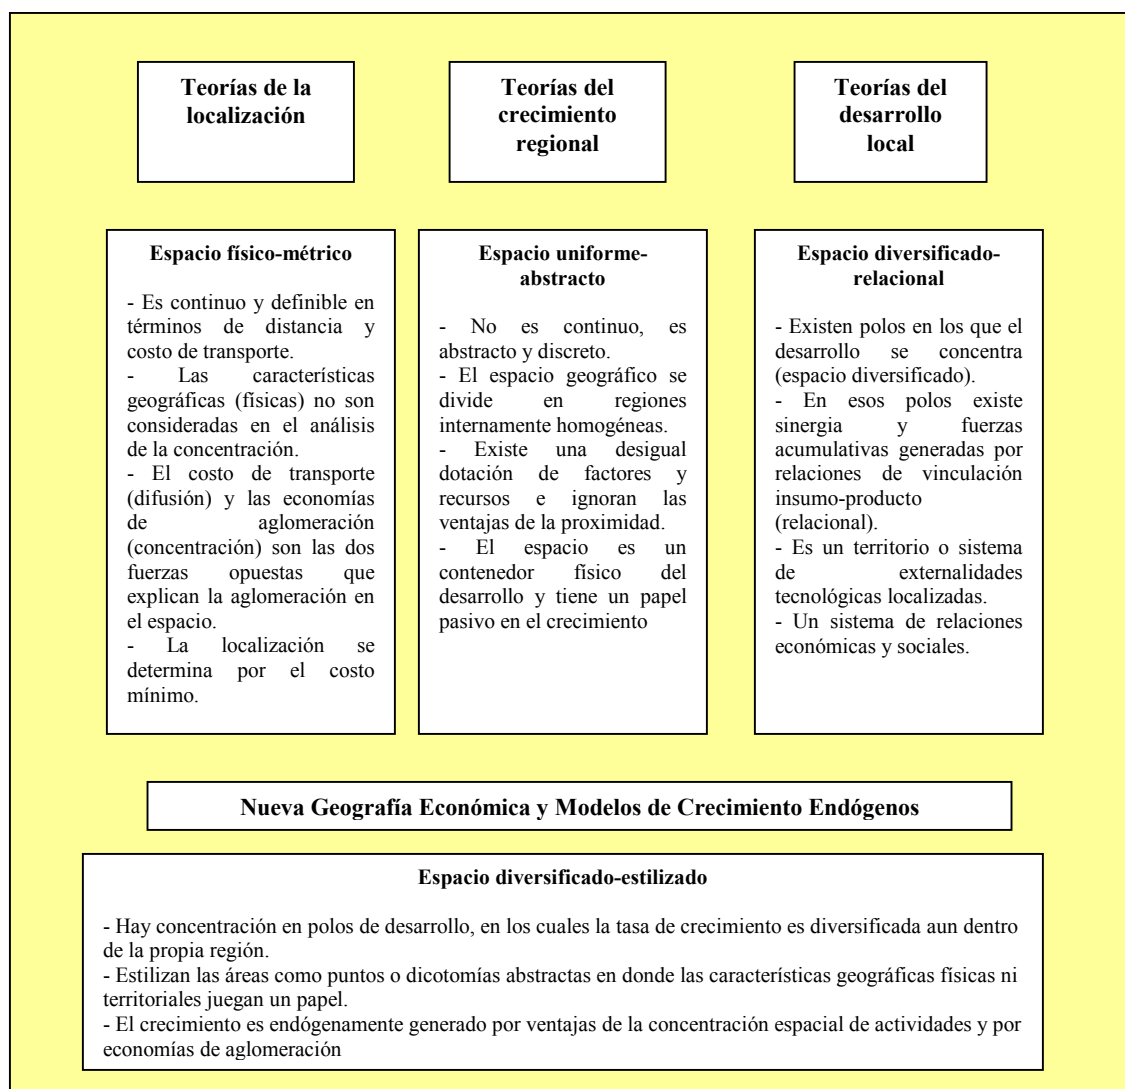 Teorías de la
localización
Teorías del
crecimiento
regional
Teorías del
desarrollo
local
Espacio físico-métrico
- Es continuo y definible en
términos de distancia y
costo de transporte.
- Las características
geográficas (físicas) no son
consideradas en el análisis
de la concentración.
- El costo de transporte
(difusión) y las economías
de aglomeración
(concentración) son las dos
fuerzas opuestas que
explican la aglomeración en
el espacio.
- La localización se
determina por el costo
mínimo.
Espacio uniforme-
abstracto
- No es continuo, es
abstracto y discreto.
- El espacio geográfico se
divide en regiones
internamente homogéneas.
- Existe una desigual
dotación de factores y
recursos e ignoran las
ventajas de la proximidad.
- El espacio es un
contenedor físico del
desarrollo y tiene un papel
pasivo en el crecimiento
Espacio diversificado-
relacional
- Existen polos en los que el
desarrollo se concentra
(espacio diversificado).
- En esos polos existe
sinergia y fuerzas
acumulativas generadas por
relaciones de vinculación
insumo-producto
(relacional).
- Es un territorio o sistema
de externalidades
tecnológicas localizadas.
- Un sistema de relaciones
económicas y sociales.
Nueva Geografía Económica y Modelos de Crecimiento Endógenos
Espacio diversificado-estilizado
- Hay concentración en polos de desarrollo, en los cuales la tasa de crecimiento es diversificada aun dentro
de la propia región.
- Estilizan las áreas como puntos o dicotomías abstractas en donde las características geográficas físicas ni
territoriales juegan un papel.
- El crecimiento es endógenamente generado por ventajas de la concentración espacial de actividades y por
economías de aglomeración